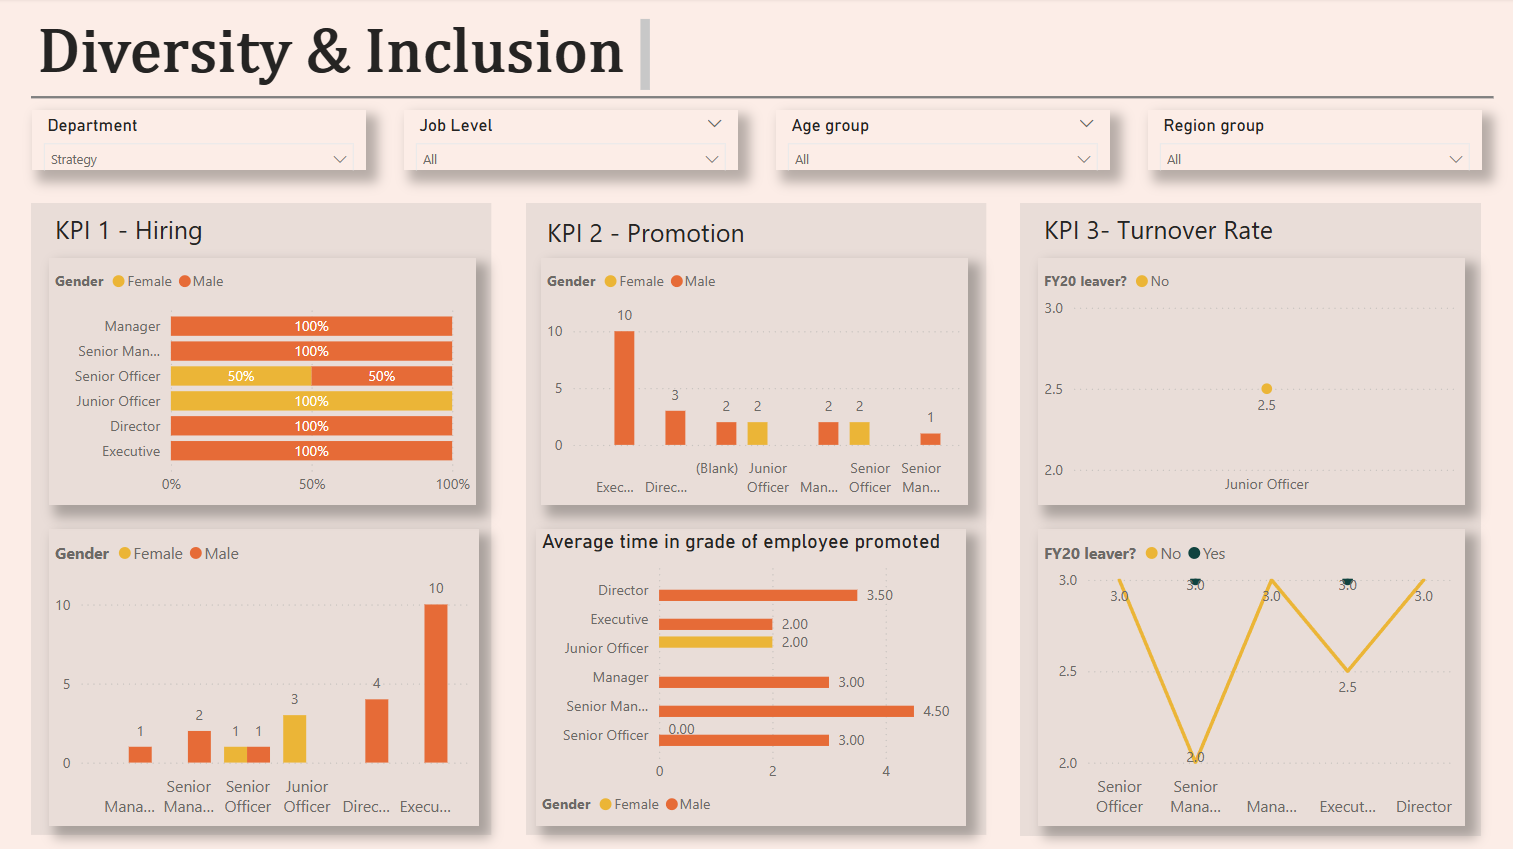 Diversity & Inclusion
Department
Strategy
Job Level
All
Age group
All
Region group
All
KPI 1 - Hiring
Gender Female Male
Manager 100%
Senior Man... 100%
Senior Officer 50% 50%
Junior Officer 100%
Director 100%
Executive 100%
0% 50% 100%
Gender Female Male
10
5
0
1
2
1 1
3
4
10
Mana...
Senior
Mana...
Senior
Officer
Junior
Officer
Direc...
Execu...
KPI 2 - Promotion
Gender Female Male
10
5
0
10
3
2
2
2
2
1
Exec...
Direc...
(Blank)
Junior
Officer
Man...
Senior
Officer
Senior
Man...
Average time in grade of employee promoted
Director 3.50
Executive 2.00
Junior Officer 2.00
Manager 3.00
Senior Man... 4.50
Senior Officer 0.00
3.00
0 2 4
Gender Female Male
KPI 3- Turnover Rate
FY20 leaver? No
3.0
2.5
2.0
2.5
Junior Officer
FY20 leaver? No Yes
3.0
2.5
2.0
3.0
3.0
2.0
3.0
3.0
2.5
3.0
Senior
Officer
Senior
Mana...
Mana...
Execut...
Director